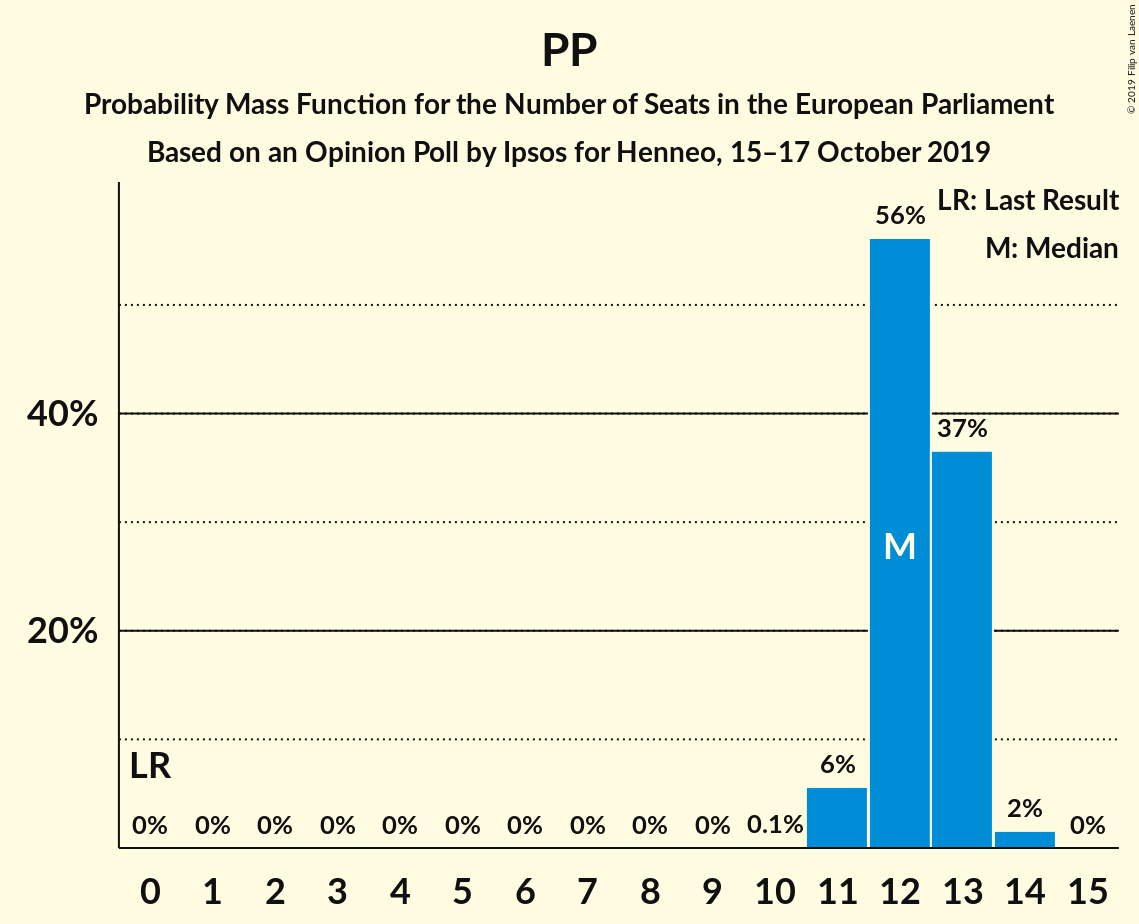 PP
Probability Mass Function for the Number of Seats in the European Parliament
Based on an Opinion Poll by Ipsos for Henneo, 15–17 October 2019
© 2019 Filip van Laenen
LR: Last Result
M: Median
56%
40%
37%
M
20%
LR
6%
2%
0% 0% 0% 0% 0% 0% 0% 0% 0% 0% 0.1% 0%
0 1 2 3 4 5 6 7 8 9 10 11 12 13 14 15